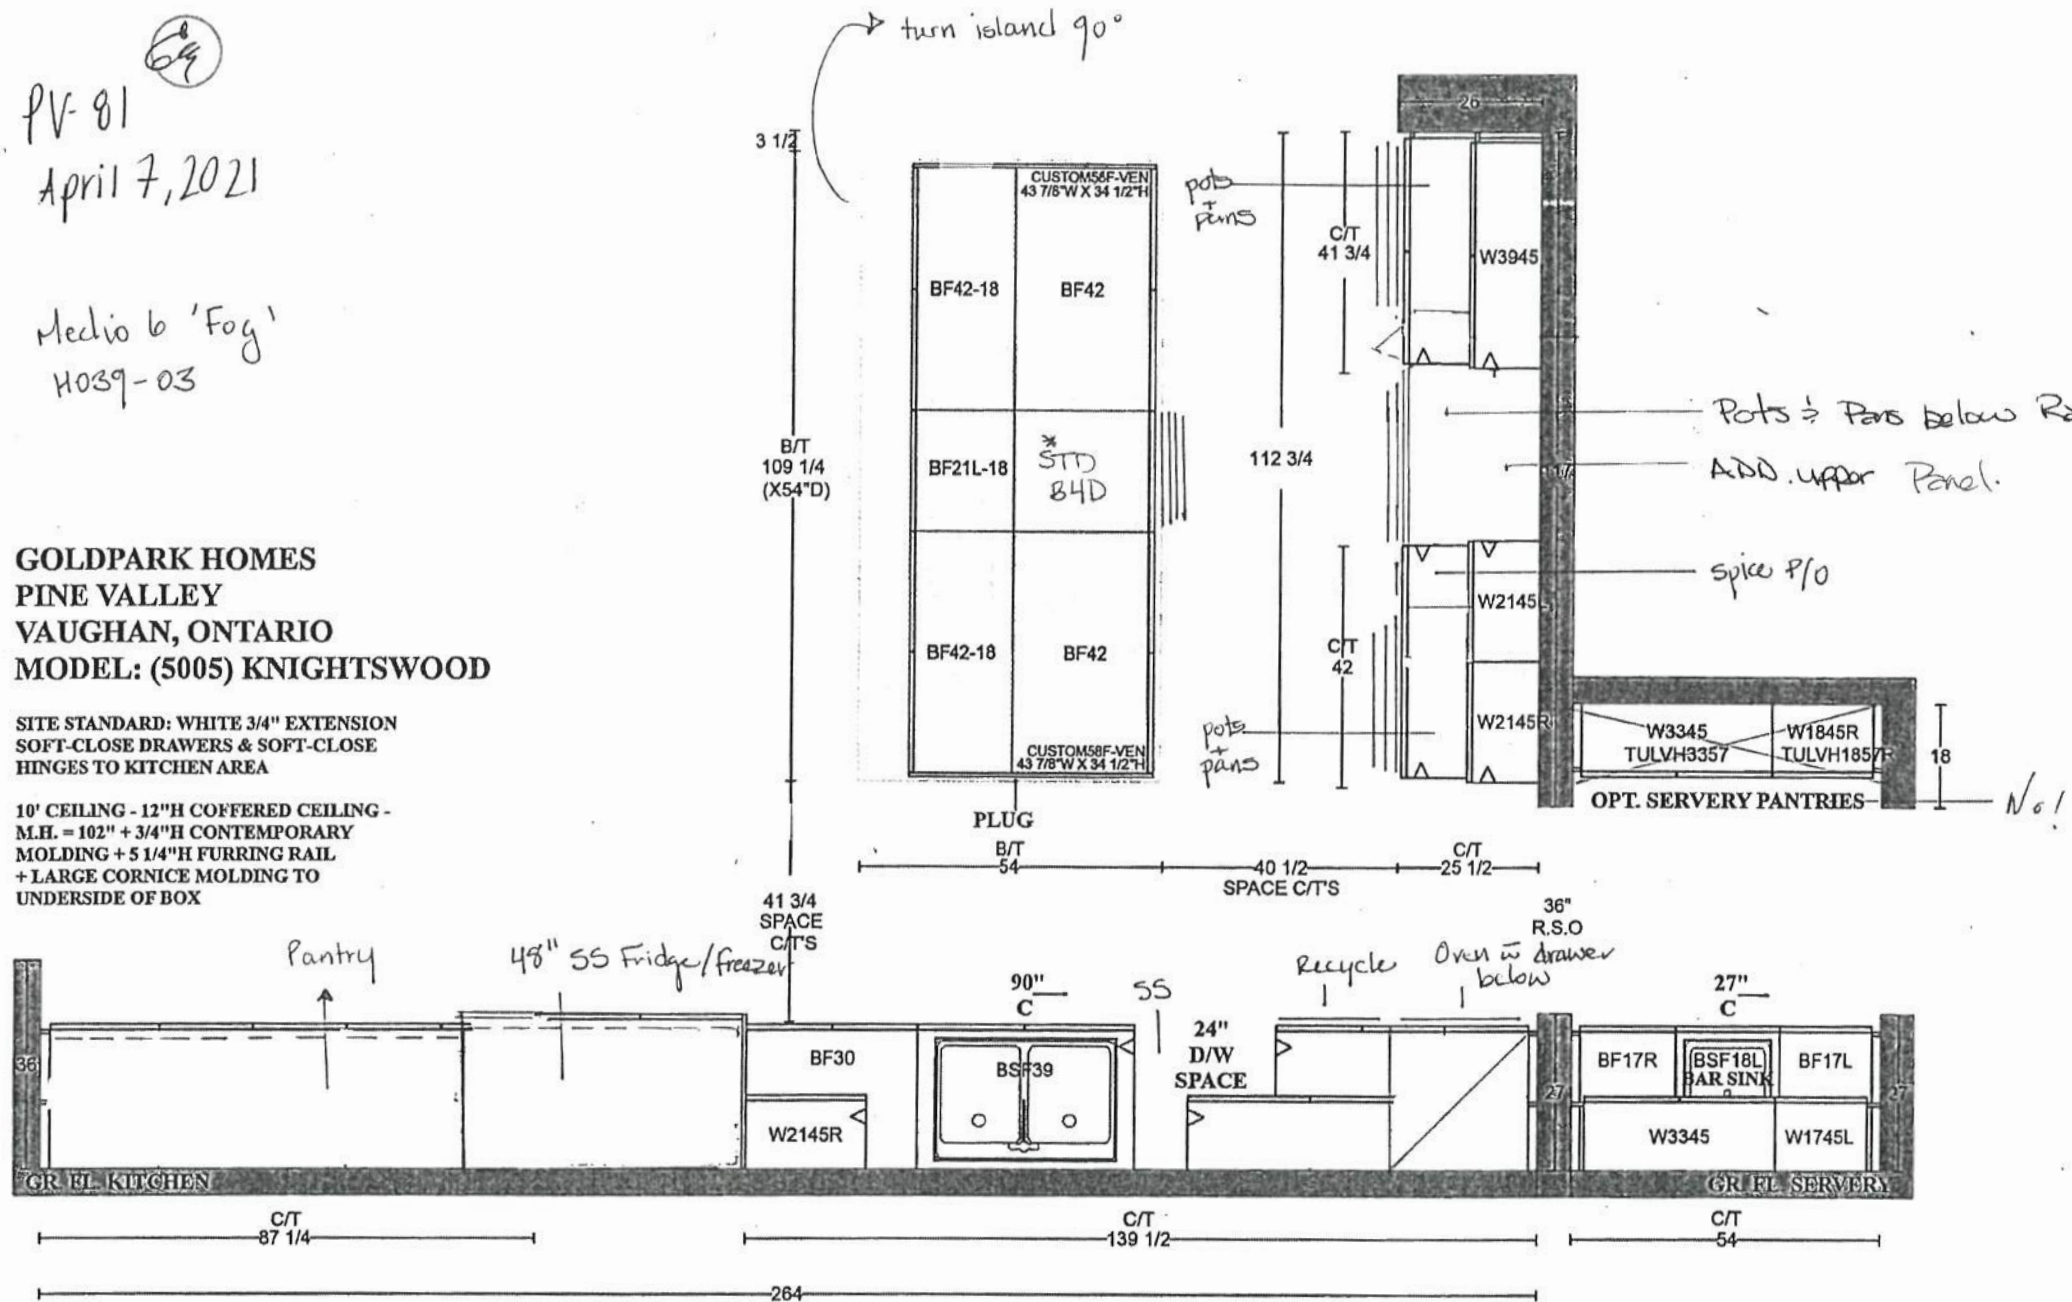 turn island 90°
PV-81
April 7, 2021
Medio 6 'Fog'
H039-03
GOLDPARK HOMES
PINE VALLEY
VAUGHAN, ONTARIO
MODEL: (5005) KNIGHTSWOOD
SITE STANDARD: WHITE 3/4" EXTENSION
SOFT-CLOSE DRAWERS & SOFT-CLOSE
HINGES TO KITCHEN AREA
10' CEILING - 12"H COFFERED CEILING -
M.H. = 102" + 3/4"H CONTEMPORARY
MOLDING + 5 1/4"H FURRING RAIL
+ LARGE CORNICE MOLDING TO
UNDERSIDE OF BOX
3 1/2
B/T
109 1/4
(X54"D)
CUSTOM58F-VEN
43 7/8"W X 34 1/2"H
BF42-18
BF42
BF21L-18
*
STD
B4D
BF42-18
BF42
CUSTOM58F-VEN
43 7/8"W X 34 1/2"H
PLUG
B/T
54
40 1/2
SPACE C/T'S
C/T
25 1/2
112 3/4
pots
+
pans
C/T
41 3/4
26
W3945
Pots & Pans below
ADD. upper Panel.
spice P/O
W2145
C/T
42
W2145R
pots
+
pans
W3345
TULVH3357
W1845R
TULVH1857R
18
OPT. SERVERY PANTRIES
No!
41 3/4
SPACE
C/T'S
Pantry
48" SS Fridge/freezer
90"
C
SS
24"
D/W
SPACE
Recycle
36"
R.S.O
Oven w drawer
below
27"
C
36
BF30
W2145R
BSF39
27
BF17R
BSF18L
BAR SINK
BF17L
27
W3345
W1745L
GR. FL. KITCHEN
GR. FL. SERVERY
C/T
87 1/4
C/T
139 1/2
C/T
54
264